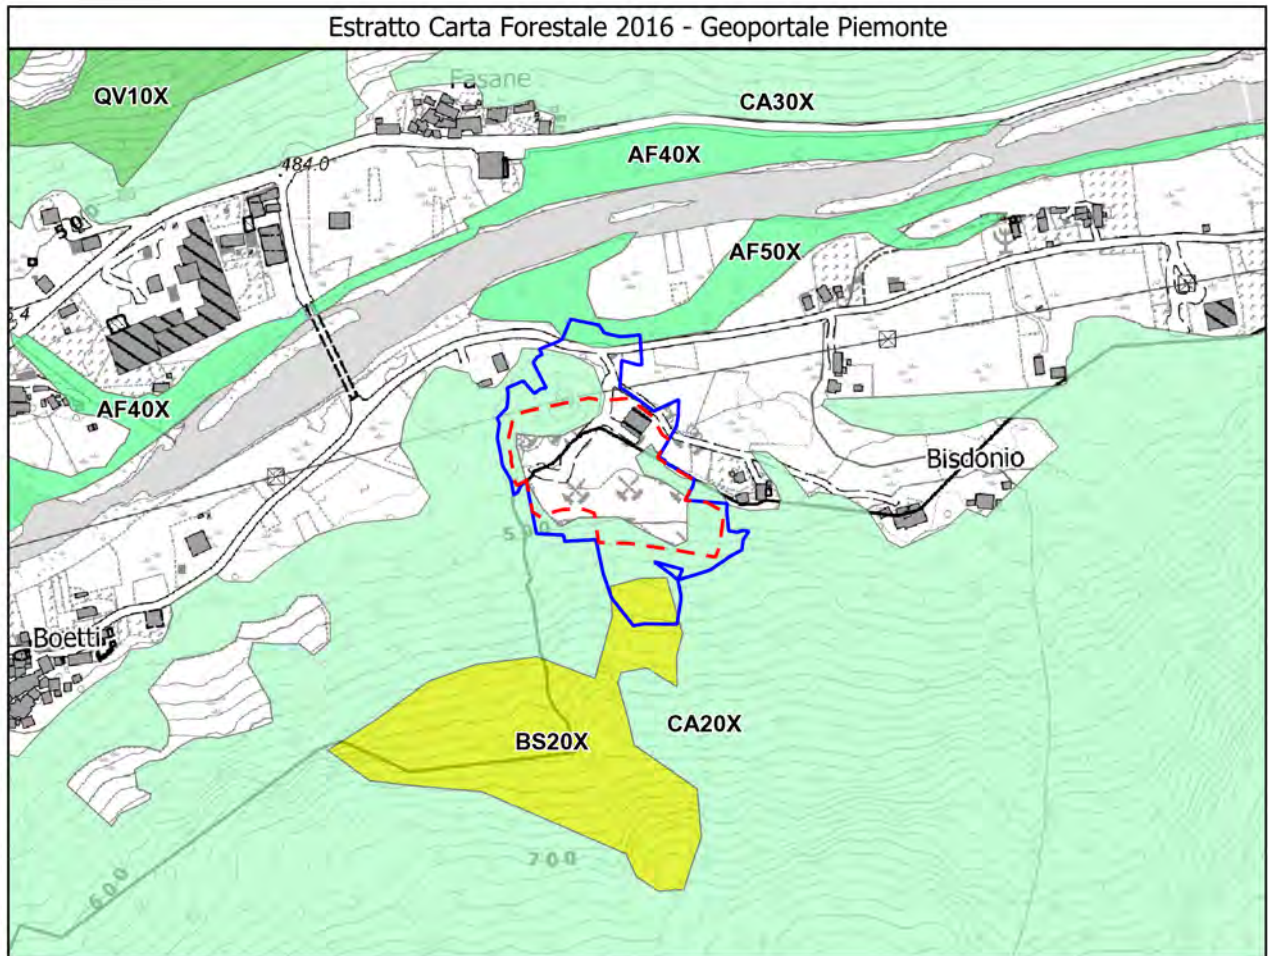 Estratto Carta Forestale 2016 - Geoportale Piemonte
Fasane
QV10X
CA30X
AF40X
484.0
500
AF50X
AF40X
Bisdonio
500
Boetti
CA20X
BS20X
700
600